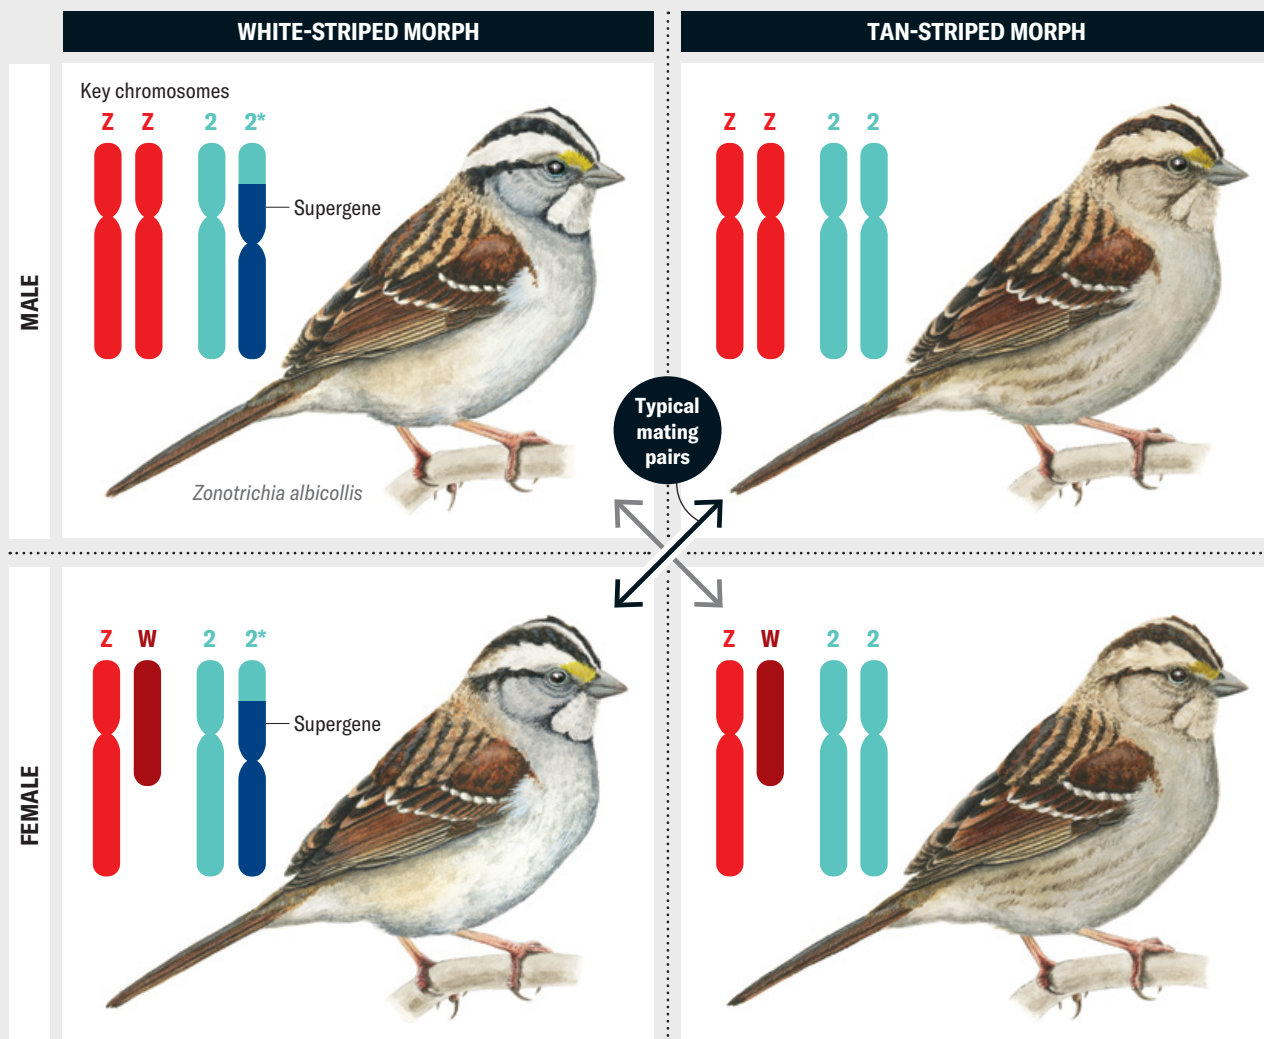 WHITE-STRIPED MORPH
TAN-STRIPED MORPH
MALE
Key chromosomes
Z Z 2 2*
Supergene
Zonotrichia albicollis
Z Z 2 2
Typical
mating
pairs
FEMALE
Z W 2 2*
Supergene
Z W 2 2